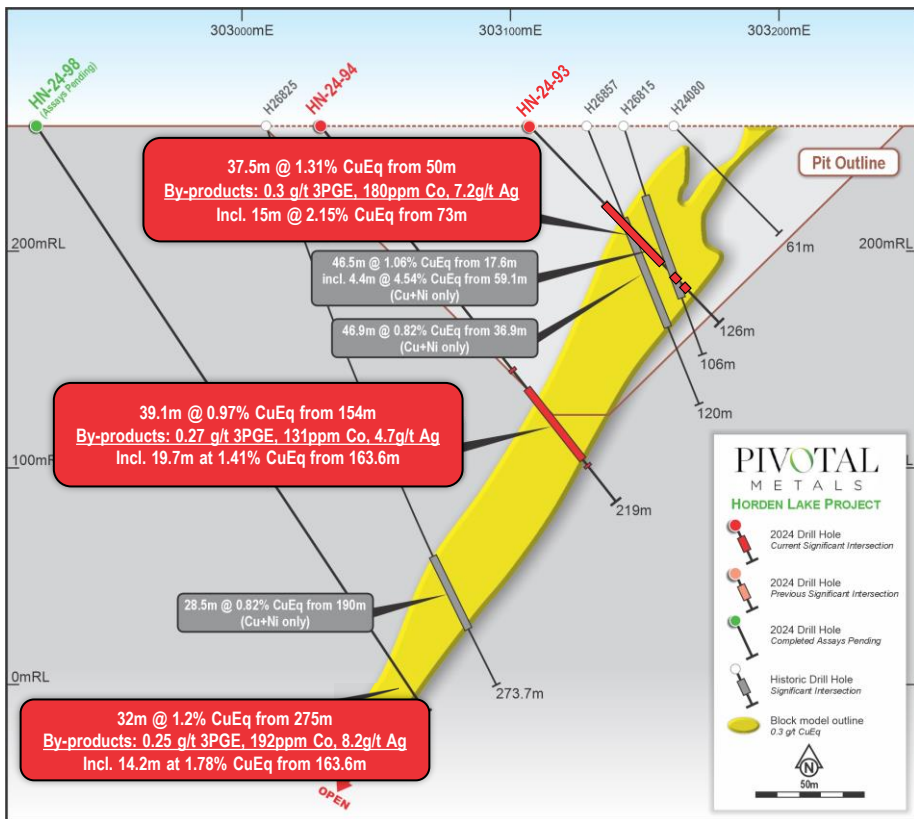 303000mE
303100mE
303200mE
HN-24-98
(Assays Pending)
H26825
HN-24-94
HN-24-93
H26857
H26815
H24080
37.5m @ 1.31% CuEq from 50m
By-products: 0.3 g/t 3PGE, 180ppm Co, 7.2g/t Ag
Incl. 15m @ 2.15% CuEq from 73m
Pit Outline
200mRL
200mRL
61m
46.5m @ 1.06% CuEq from 17.6m
incl. 4.4m @ 4.54% CuEq from 59.1m
(Cu+Ni only)
46.9m @ 0.82% CuEq from 36.9m
(Cu+Ni only)
126m
106m
120m
39.1m @ 0.97% CuEq from 154m
By-products: 0.27 g/t 3PGE, 131ppm Co, 4.7g/t Ag
Incl. 19.7m at 1.41% CuEq from 163.6m
100mRL
219m
28.5m @ 0.82% CuEq from 190m
(Cu+Ni only)
0mRL
273.7m
32m @ 1.2% CuEq from 275m
By-products: 0.25 g/t 3PGE, 192ppm Co, 8.2g/t Ag
Incl. 14.2m at 1.78% CuEq from 163.6m
OPEN
PIVOTAL
METALS
HORDEN LAKE PROJECT
2024 Drill Hole
Current Significant Intersection
2024 Drill Hole
Previous Significant Intersection
2024 Drill Hole
Completed Assays Pending
Historic Drill Hole
Significant Intersection
Block model outline
0.3 g/t CuEq
N
50m